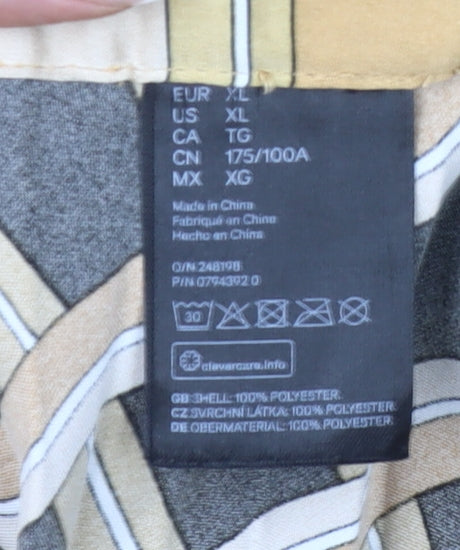 EUR XL
US XL
CA TG
CN 175/100A
MX XG
Made in China
Fabriqué en Chine
Hecho en China
O/N 248198
P/N 0794392 0
30
clevercare.info
GB SHELL: 100% POLYESTER.
CZ SVRCHNÍ LÁTKA: 100% POLYESTER.
DE OBERMATERIAL: 100% POLYESTER.